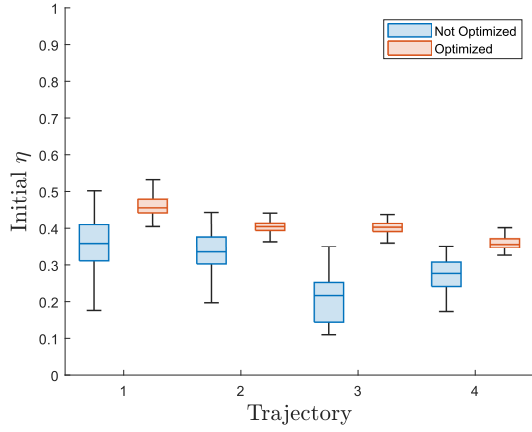 Not Optimized
Optimized
Initial η
1
0.9
0.8
0.7
0.6
0.5
0.4
0.3
0.2
0.1
0
1 2 3 4
Trajectory